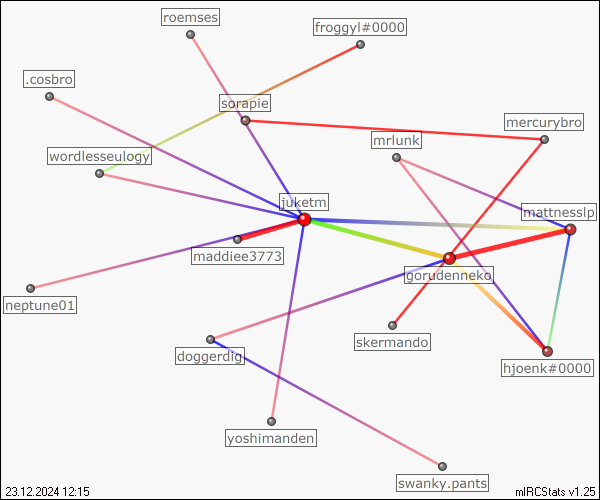 roemses
froggyl#0000
.cosbro
sorapie
mercurybro
mrlunk
wordlesseulogy
juketm
mattnesslp
maddiee3773
gorudenneko
neptune01
skermando
doggerdig
hjoenk#0000
yoshimanden
swanky.pants
23.12.2024 12:15
mIRCStats v1.25